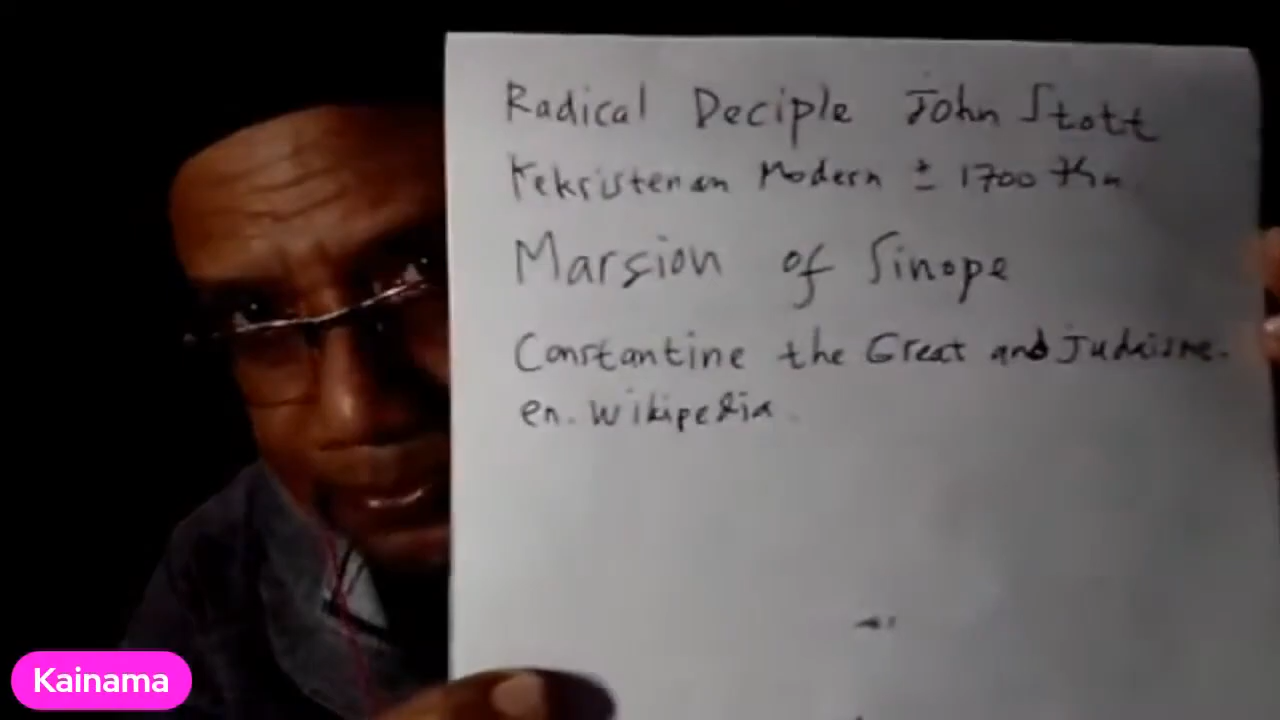 Radical Deciple John Stott
Kekristenan Modern ± 1700 thn
Marsion of Sinope
Constantine the Great and Judaisme.
en. Wikipedia.
Kainama